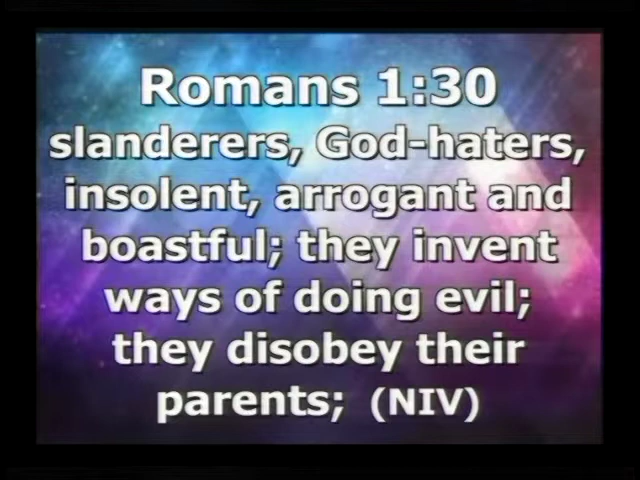 Romans 1:30
slanderers, God-haters,
insolent, arrogant and
boastful; they invent
ways of doing evil;
they disobey their
parents; (NIV)